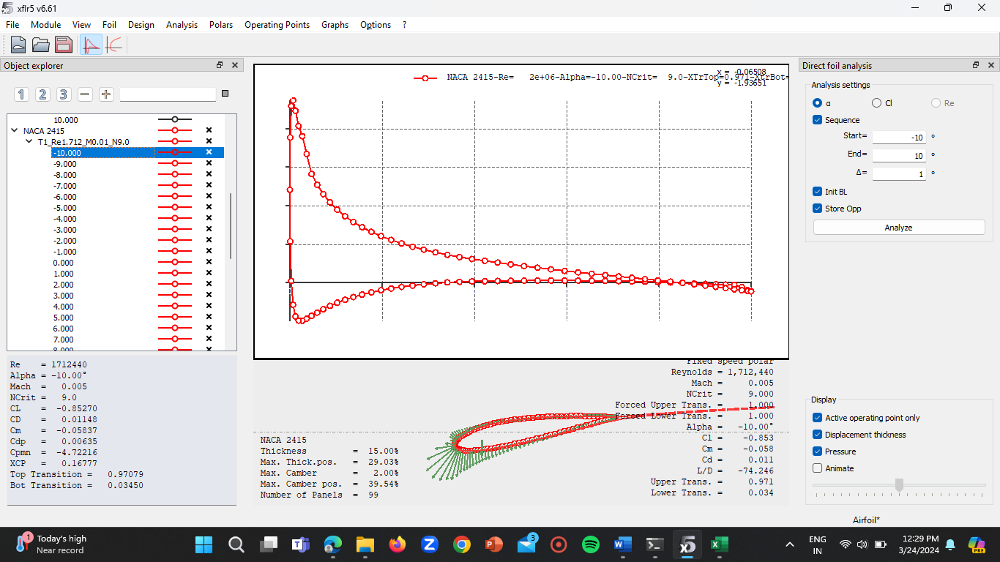 xflr5 v6.61
File Module View Foil Design Analysis Polars Operating Points Graphs Options ?
Object explorer
1 2 3
10.000
NACA 2415
T1_Re1.712_M0.01_N9.0
-10.000
-9.000
-8.000
-7.000
-6.000
-5.000
-4.000
-3.000
-2.000
-1.000
0.000
1.000
2.000
3.000
4.000
5.000
6.000
7.000
8.000
Re = 1712440
Alpha = -10.00°
Mach = 0.005
NCrit = 9.0
CL = -0.85270
CD = 0.01148
Cm = -0.05837
Cdp = 0.00635
Cpmn = -4.72216
XCP = 0.16777
Top Transition = 0.97079
Bot Transition = 0.03450
NACA 2415-Re= 2e+06-Alpha=-10.00-NCrit= 9.0-XTrTop=0.971-XtrBot=
x = -0.06508
y = -1.93651
NACA 2415
Thickness = 15.00%
Max. Thick.pos. = 29.03%
Max. Camber = 2.00%
Max. Camber pos. = 39.54%
Number of Panels = 99
Fixed speed polar
Reynolds = 1,712,440
Mach = 0.005
NCrit = 9.000
Forced Upper Trans. = 1.000
Forced Lower Trans. = 1.000
Alpha = -10.00°
Cl = -0.853
Cm = -0.058
Cd = 0.011
L/D = -74.246
Upper Trans. = 0.971
Lower Trans. = 0.034
Direct foil analysis
Analysis settings
α Cl Re
Sequence
Start= -10 °
End= 10 °
Δ= 1 °
Init BL
Store Opp
Analyze
Display
Active operating point only
Displacement thickness
Pressure
Animate
Airfoil*
1
Today's high
Near record
3
ENG
IN
12:29 PM
3/24/2024
PRE